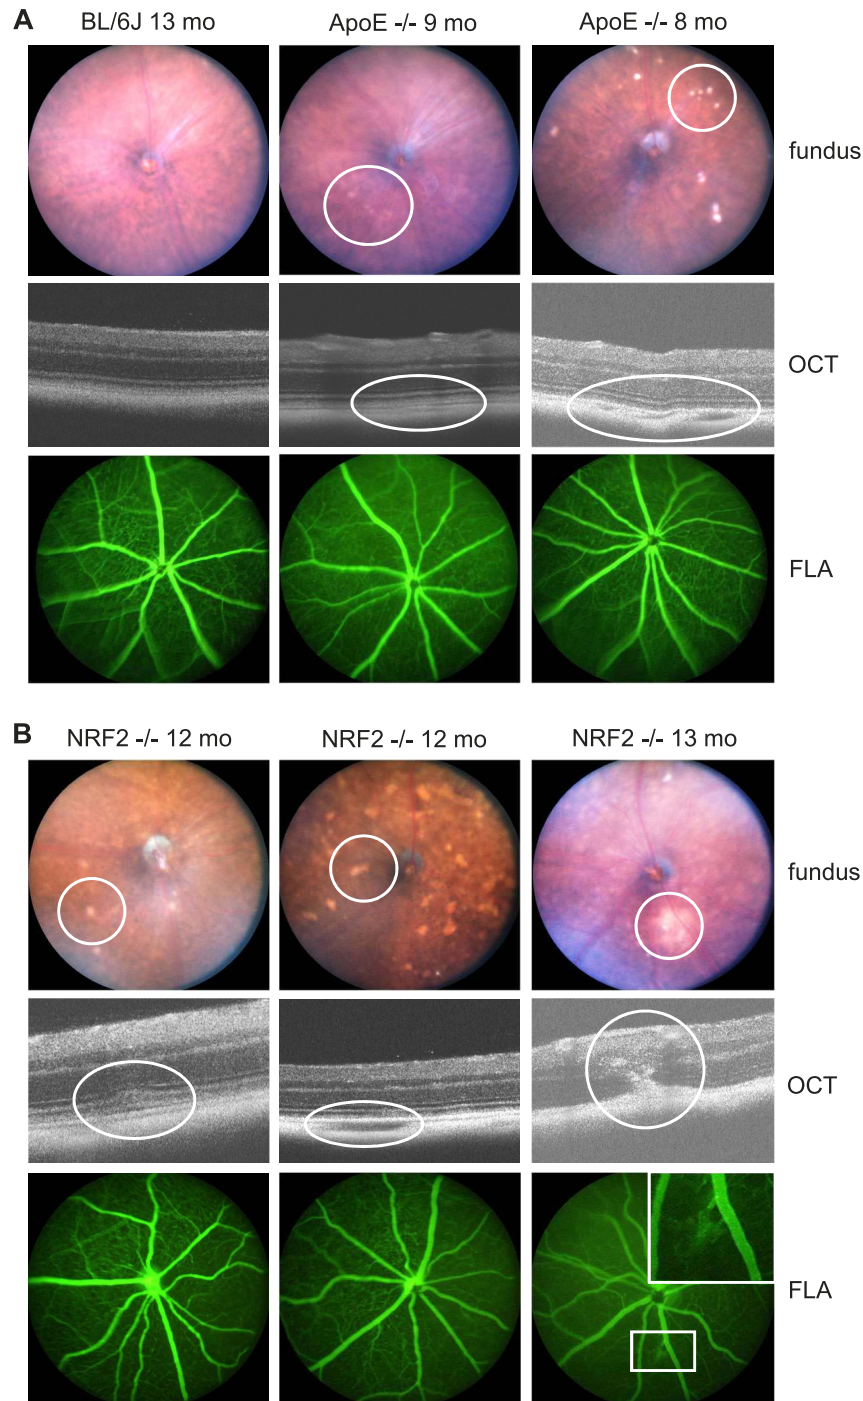 A
BL/6J 13 mo
ApoE -/- 9 mo
ApoE -/- 8 mo
fundus
OCT
FLA
B
NRF2 -/- 12 mo
NRF2 -/- 12 mo
NRF2 -/- 13 mo
fundus
OCT
FLA